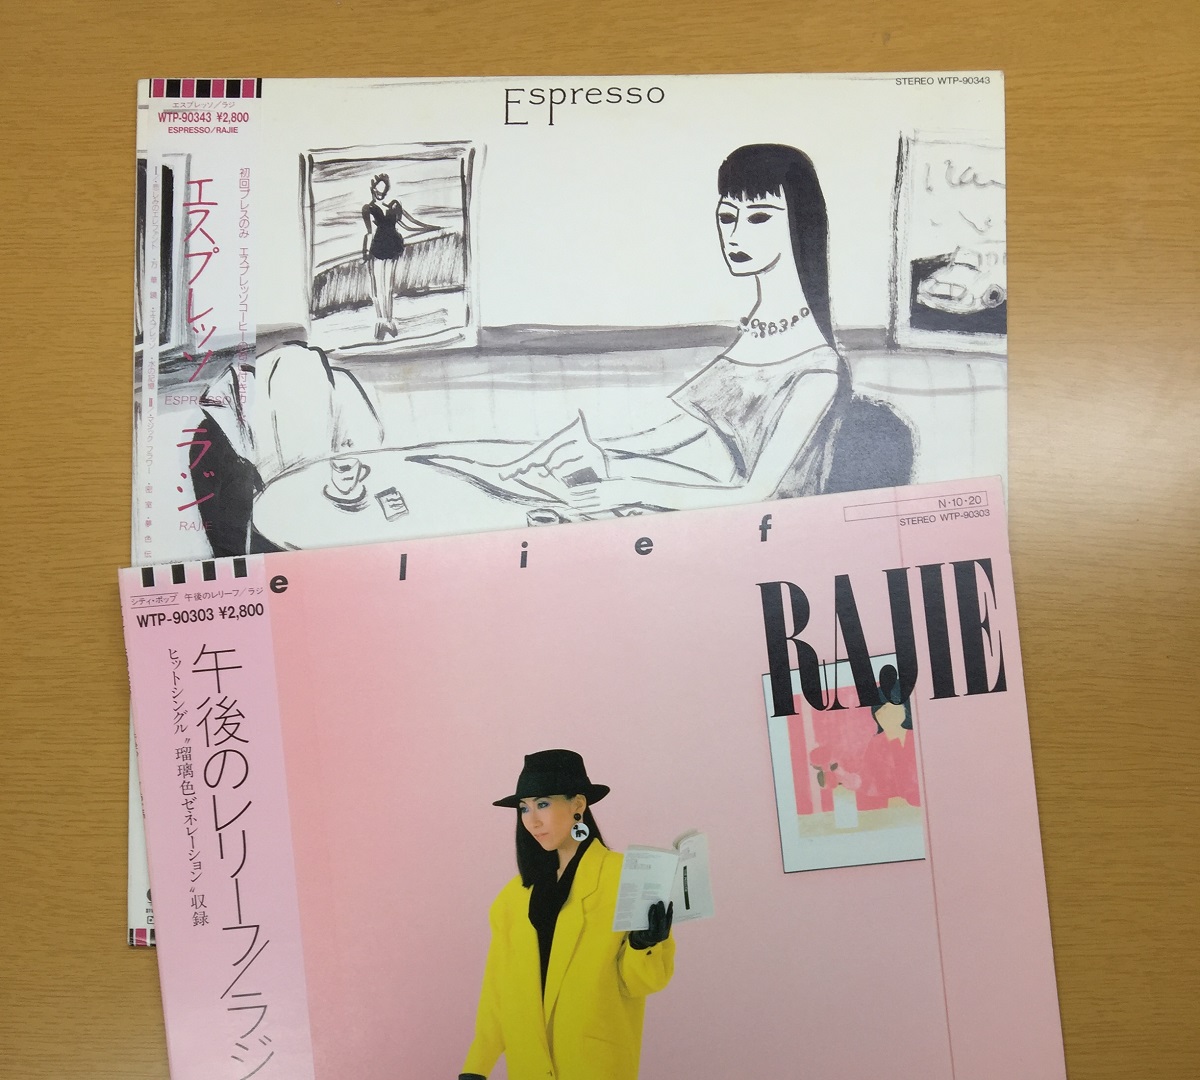 STEREO WTP-90343
Espresso
エスプレッソ/ラジ
WTP-90343 ¥2,800
ESPRESSO/RAJIE
初回プレスのみ エスプレッソコーヒー
エスプレッソ
ESPRESSO
ラジ
RAJIE
N・10・20
STEREO WTP-90303
elief
RAJIE
シティ・ポップ 午後のレリーフ/ラジ
WTP-90303 ¥2,800
午後のレリーフ/ラジ
ヒットシングル〝瑠璃色ゼネレーション〟収録